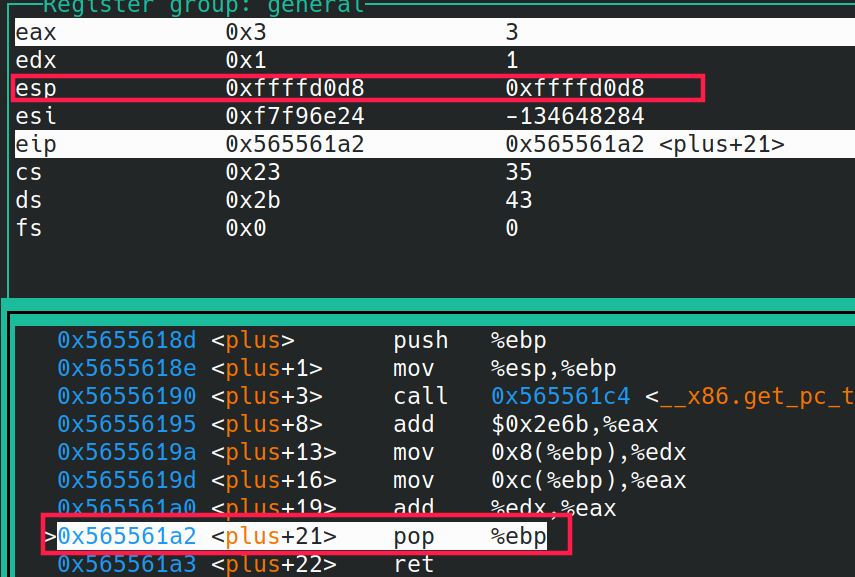 Register group: general
eax 0x3 3
edx 0x1 1
esp 0xffffd0d8 0xffffd0d8
esi 0xf7f96e24 -134648284
eip 0x565561a2 0x565561a2 <plus+21>
cs 0x23 35
ds 0x2b 43
fs 0x0 0
0x5655618d <plus> push %ebp
0x5655618e <plus+1> mov %esp,%ebp
0x56556190 <plus+3> call 0x565561c4 <__x86.get_pc_t
0x56556195 <plus+8> add $0x2e6b,%eax
0x5655619a <plus+13> mov 0x8(%ebp),%edx
0x5655619d <plus+16> mov 0xc(%ebp),%eax
0x565561a0 <plus+19> add %edx,%eax
>0x565561a2 <plus+21> pop %ebp
0x565561a3 <plus+22> ret